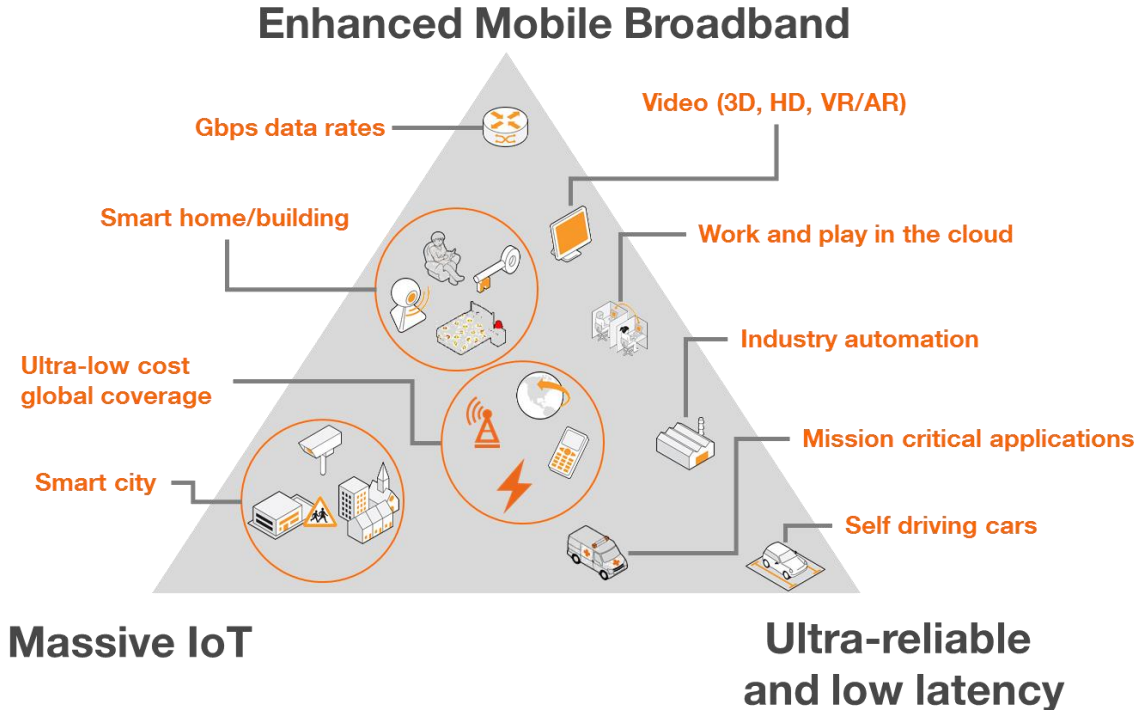 Enhanced Mobile Broadband
Video (3D, HD, VR/AR)
Gbps data rates
Smart home/building
Work and play in the cloud
Industry automation
Ultra-low cost
global coverage
Mission critical applications
Smart city
Self driving cars
Massive IoT
Ultra-reliable
and low latency